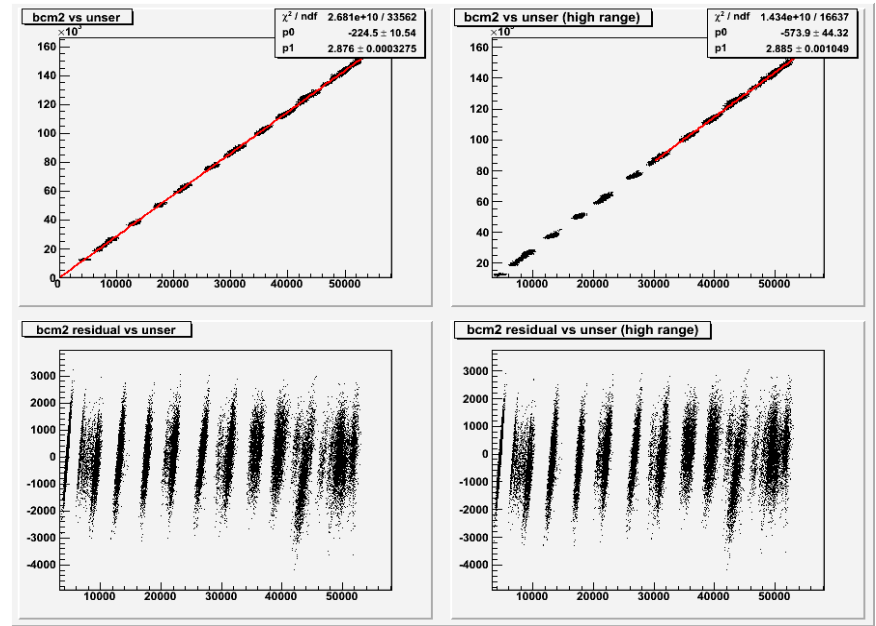 bcm2 vs unser
×10³
χ² / ndf 2.681e+10 / 33562
p0 -224.5 ± 10.54
p1 2.876 ± 0.0003275
160
140
120
100
80
60
40
20
0
0 10000 20000 30000 40000 50000
bcm2 vs unser (high range)
×10³
χ² / ndf 1.434e+10 / 16637
p0 -573.9 ± 44.32
p1 2.885 ± 0.001049
160
140
120
100
80
60
40
20
10000 20000 30000 40000 50000
bcm2 residual vs unser
3000
2000
1000
0
-1000
-2000
-3000
-4000
10000 20000 30000 40000 50000
bcm2 residual vs unser (high range)
3000
2000
1000
0
-1000
-2000
-3000
-4000
10000 20000 30000 40000 50000